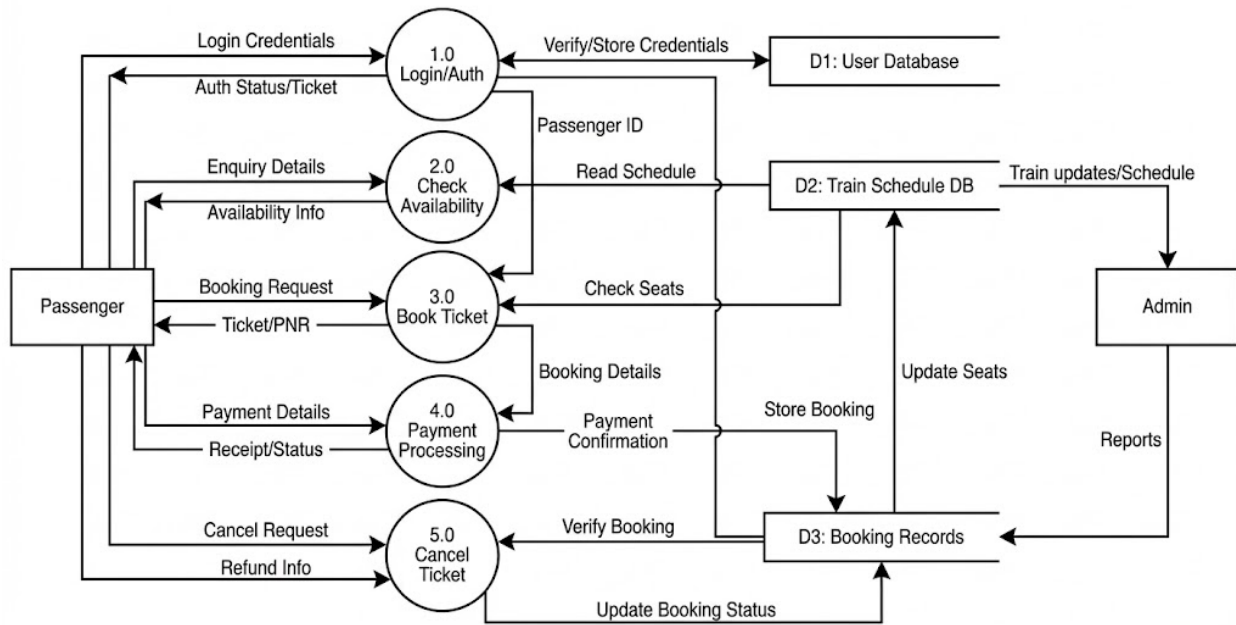 Login Credentials
1.0
Login/Auth
Verify/Store Credentials
D1: User Database
Auth Status/Ticket
Passenger ID
Enquiry Details
2.0
Check
Availability
Read Schedule
D2: Train Schedule DB
Train updates/Schedule
Availability Info
Passenger
Booking Request
3.0
Book Ticket
Check Seats
Admin
Ticket/PNR
Booking Details
Update Seats
Payment Details
4.0
Payment
Processing
Payment
Confirmation
Store Booking
Receipt/Status
Reports
Cancel Request
5.0
Cancel
Ticket
Verify Booking
D3: Booking Records
Refund Info
Update Booking Status